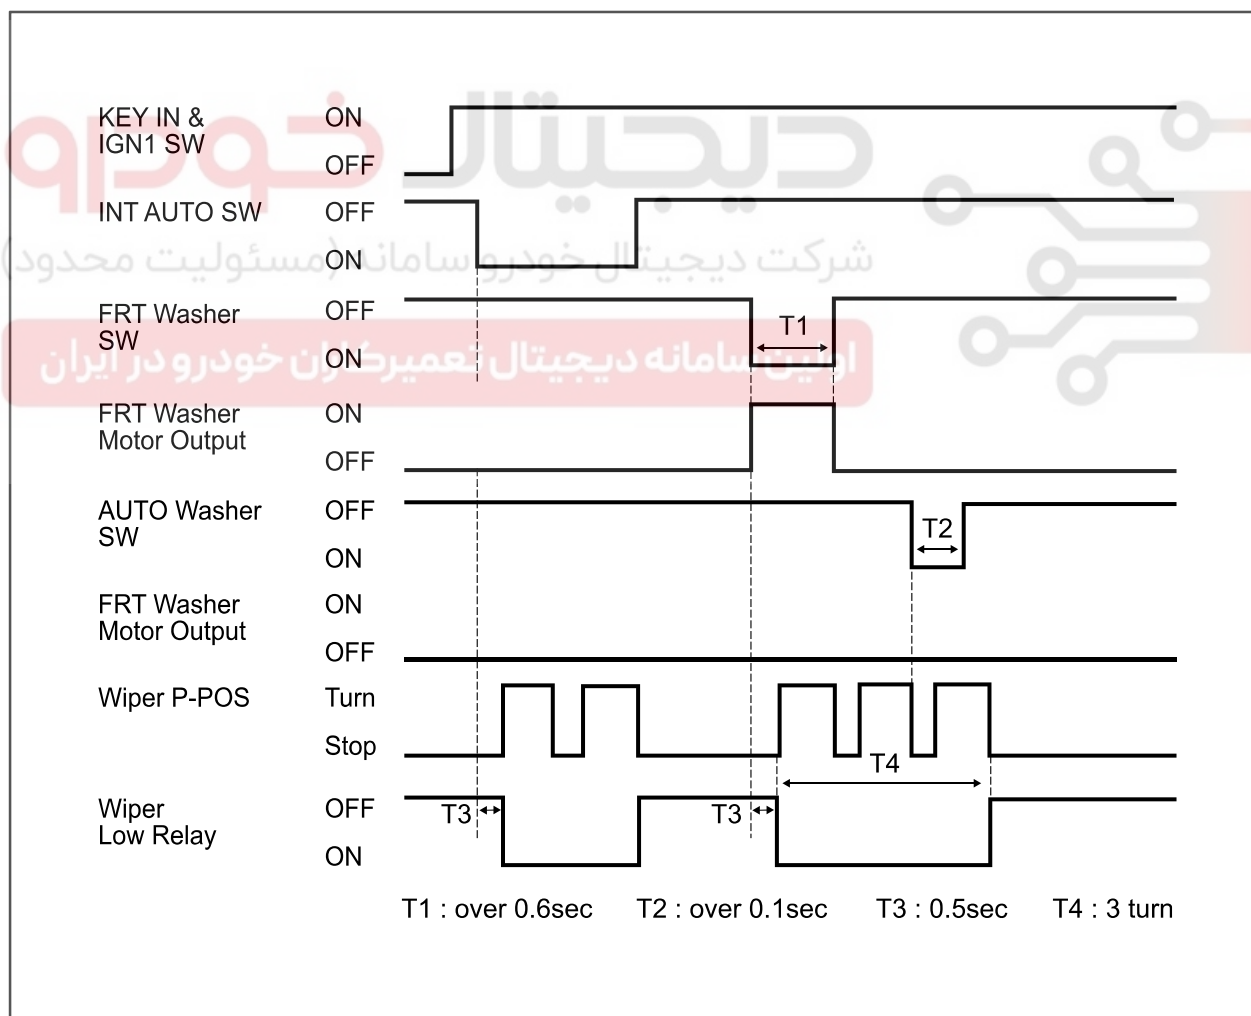 KEY IN &
IGN1 SW
ON
OFF
دیجیتال خودرو
INT AUTO SW
OFF
ON
شرکت دیجیتال خودرو سامانه (مسئولیت محدود)
FRT Washer
SW
OFF
ON
T1
اولین سامانه دیجیتال تعمیرکاران خودرو در ایران
FRT Washer
Motor Output
ON
OFF
AUTO Washer
SW
OFF
ON
T2
FRT Washer
Motor Output
ON
OFF
Wiper P-POS
Turn
Stop
T4
Wiper
Low Relay
OFF
ON
T3
T3
T1 : over 0.6sec T2 : over 0.1sec T3 : 0.5sec T4 : 3 turn